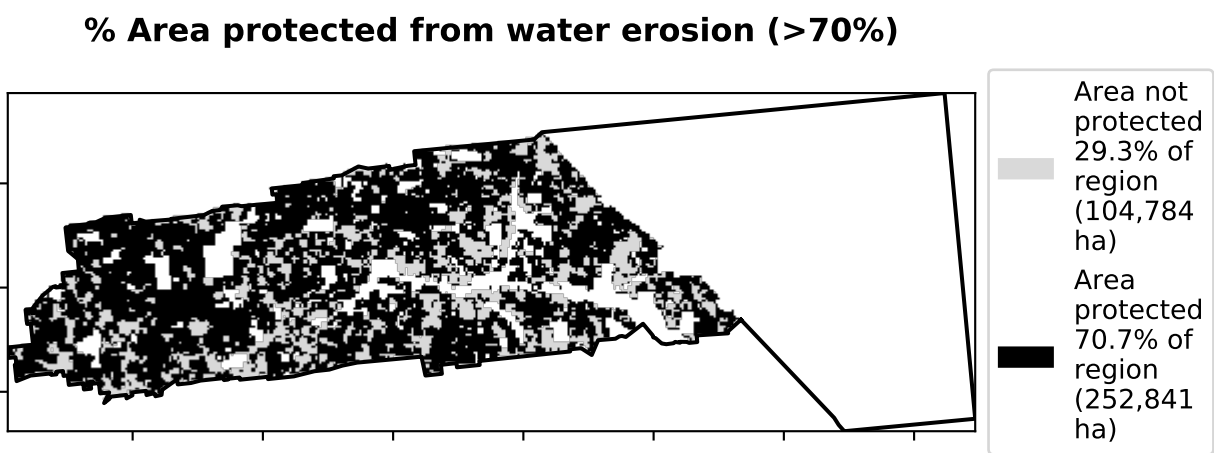 % Area protected from water erosion (>70%)
Area not
protected
29.3% of
region
(104,784
ha)
Area
protected
70.7% of
region
(252,841
ha)